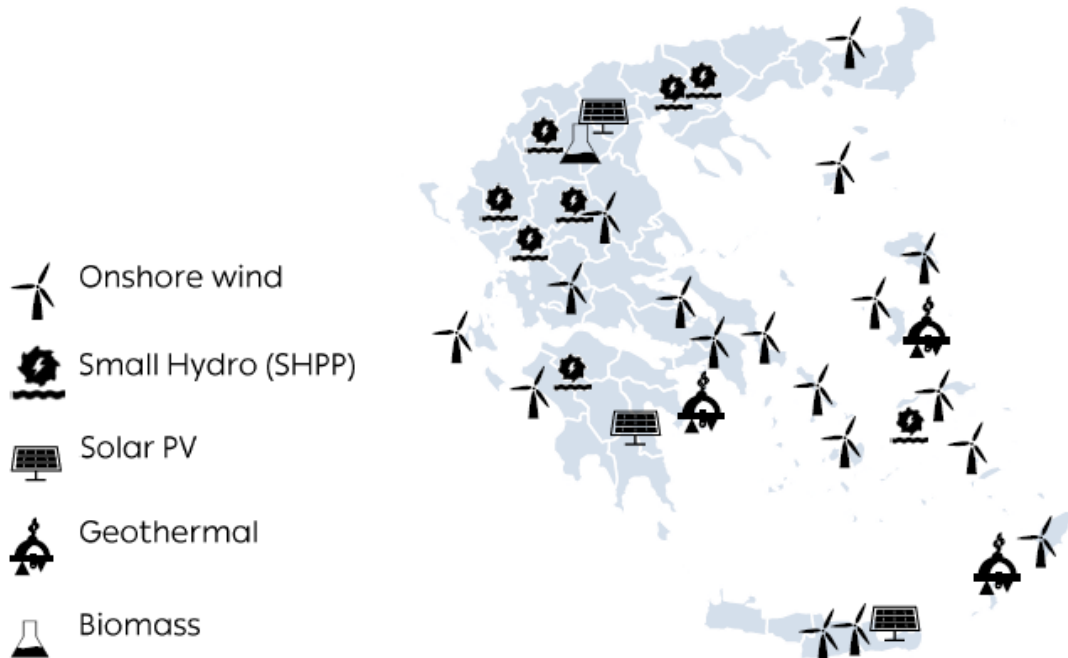 Onshore wind
Small Hydro (SHPP)
Solar PV
Geothermal
Biomass